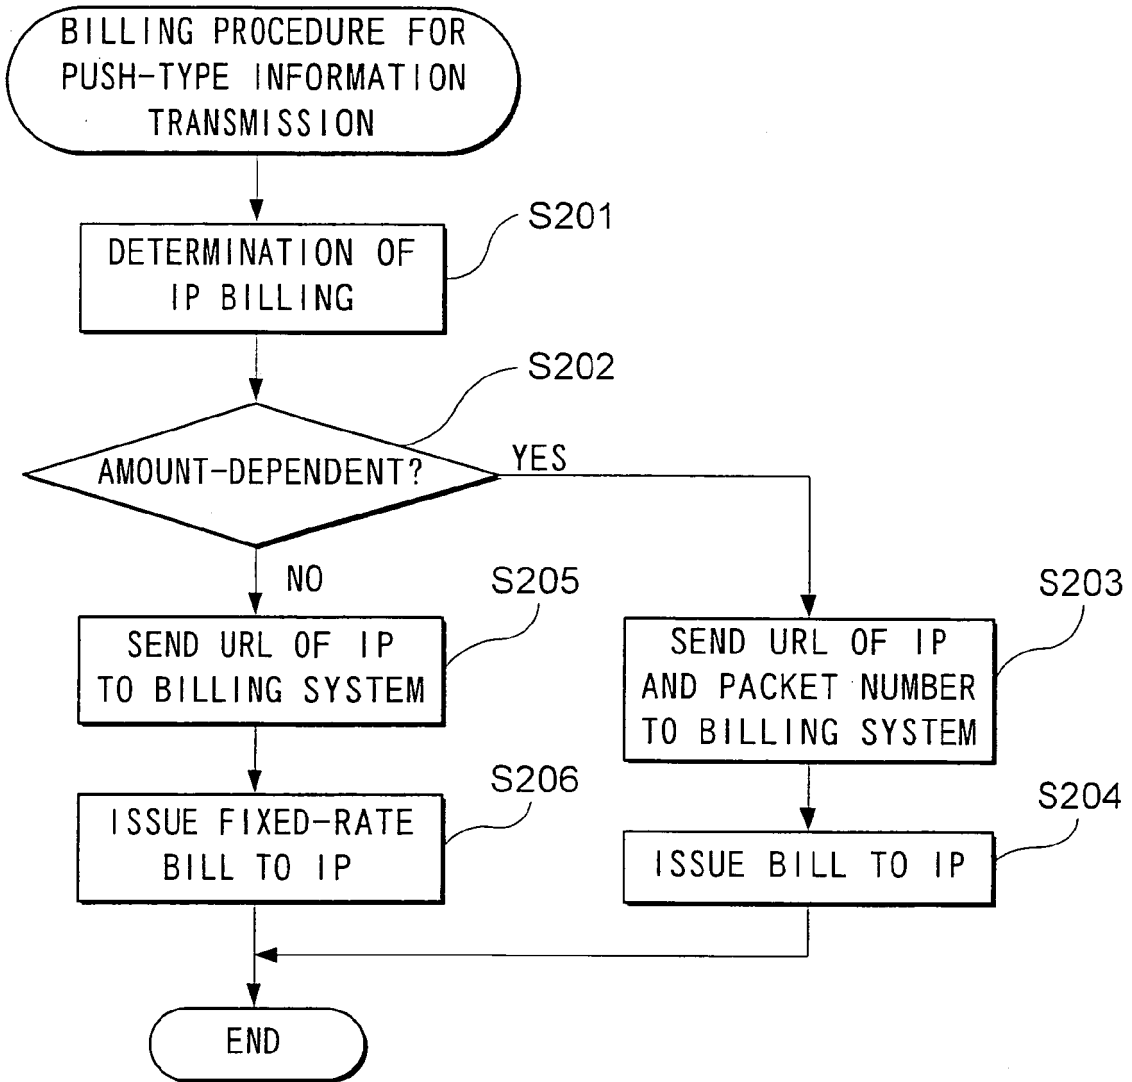 BILLING PROCEDURE FOR
PUSH-TYPE INFORMATION
TRANSMISSION
S201
DETERMINATION OF
IP BILLING
S202
AMOUNT-DEPENDENT?
YES
NO
S205
SEND URL OF IP
TO BILLING SYSTEM
S203
SEND URL OF IP
AND PACKET NUMBER
TO BILLING SYSTEM
S206
ISSUE FIXED-RATE
BILL TO IP
S204
ISSUE BILL TO IP
END